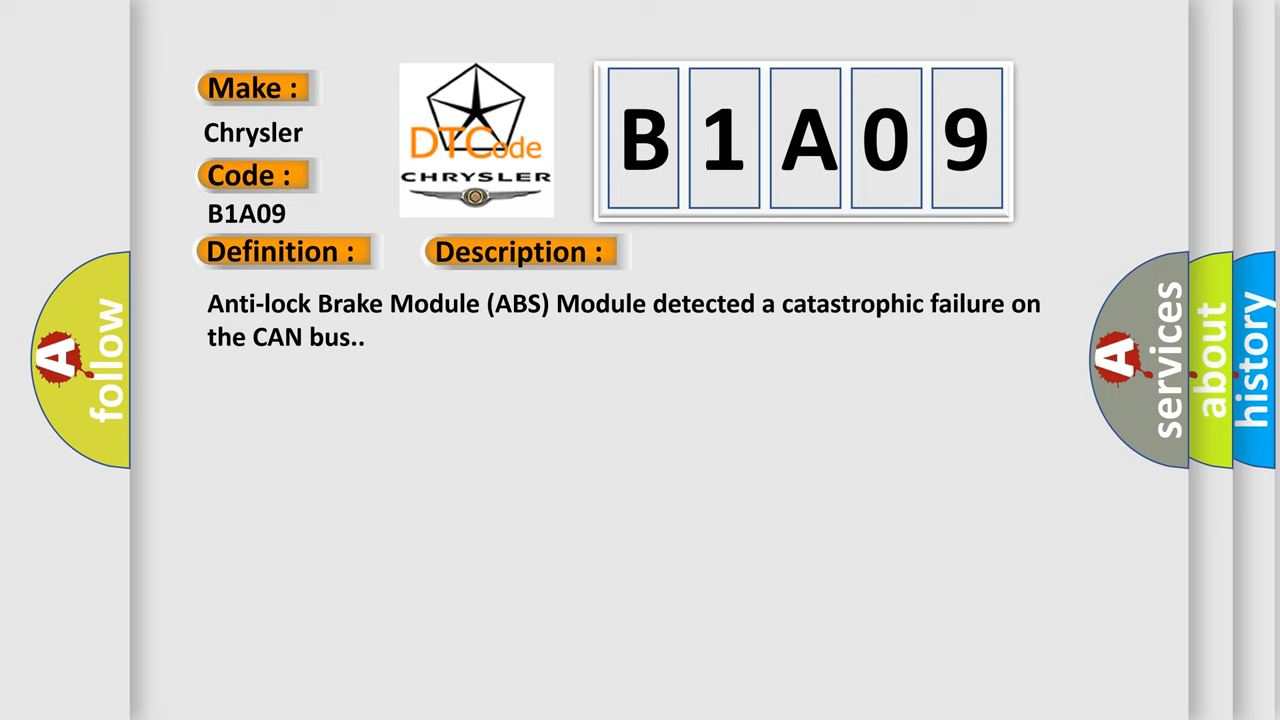 Make :
Chrysler
Code :
B1A09
Definition :
Description :
Anti-lock Brake Module (ABS) Module detected a catastrophic failure on
the CAN bus..
DTCode
CHRYSLER
B 1 A 0 9
A follow
A services
about
history